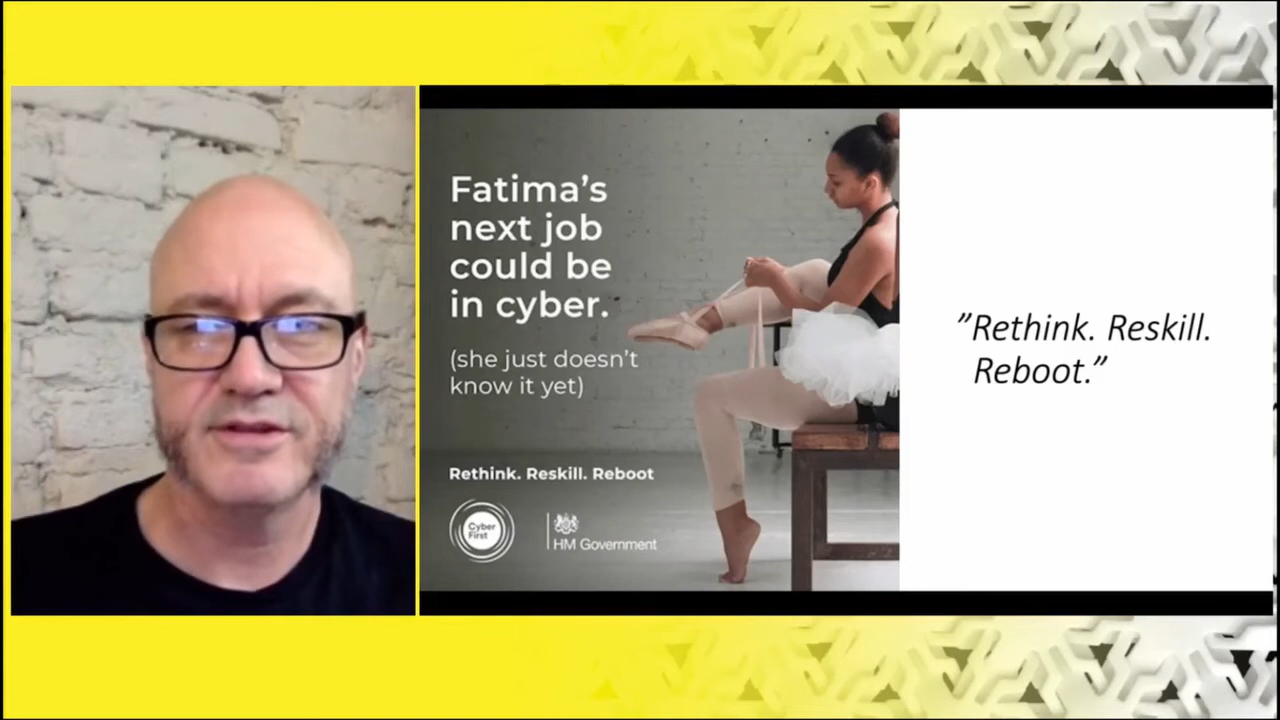 Fatima's
next job
could be
in cyber.
(she just doesn't
know it yet)
Rethink. Reskill. Reboot
Cyber
First
HM Government
”Rethink. Reskill.
Reboot.”